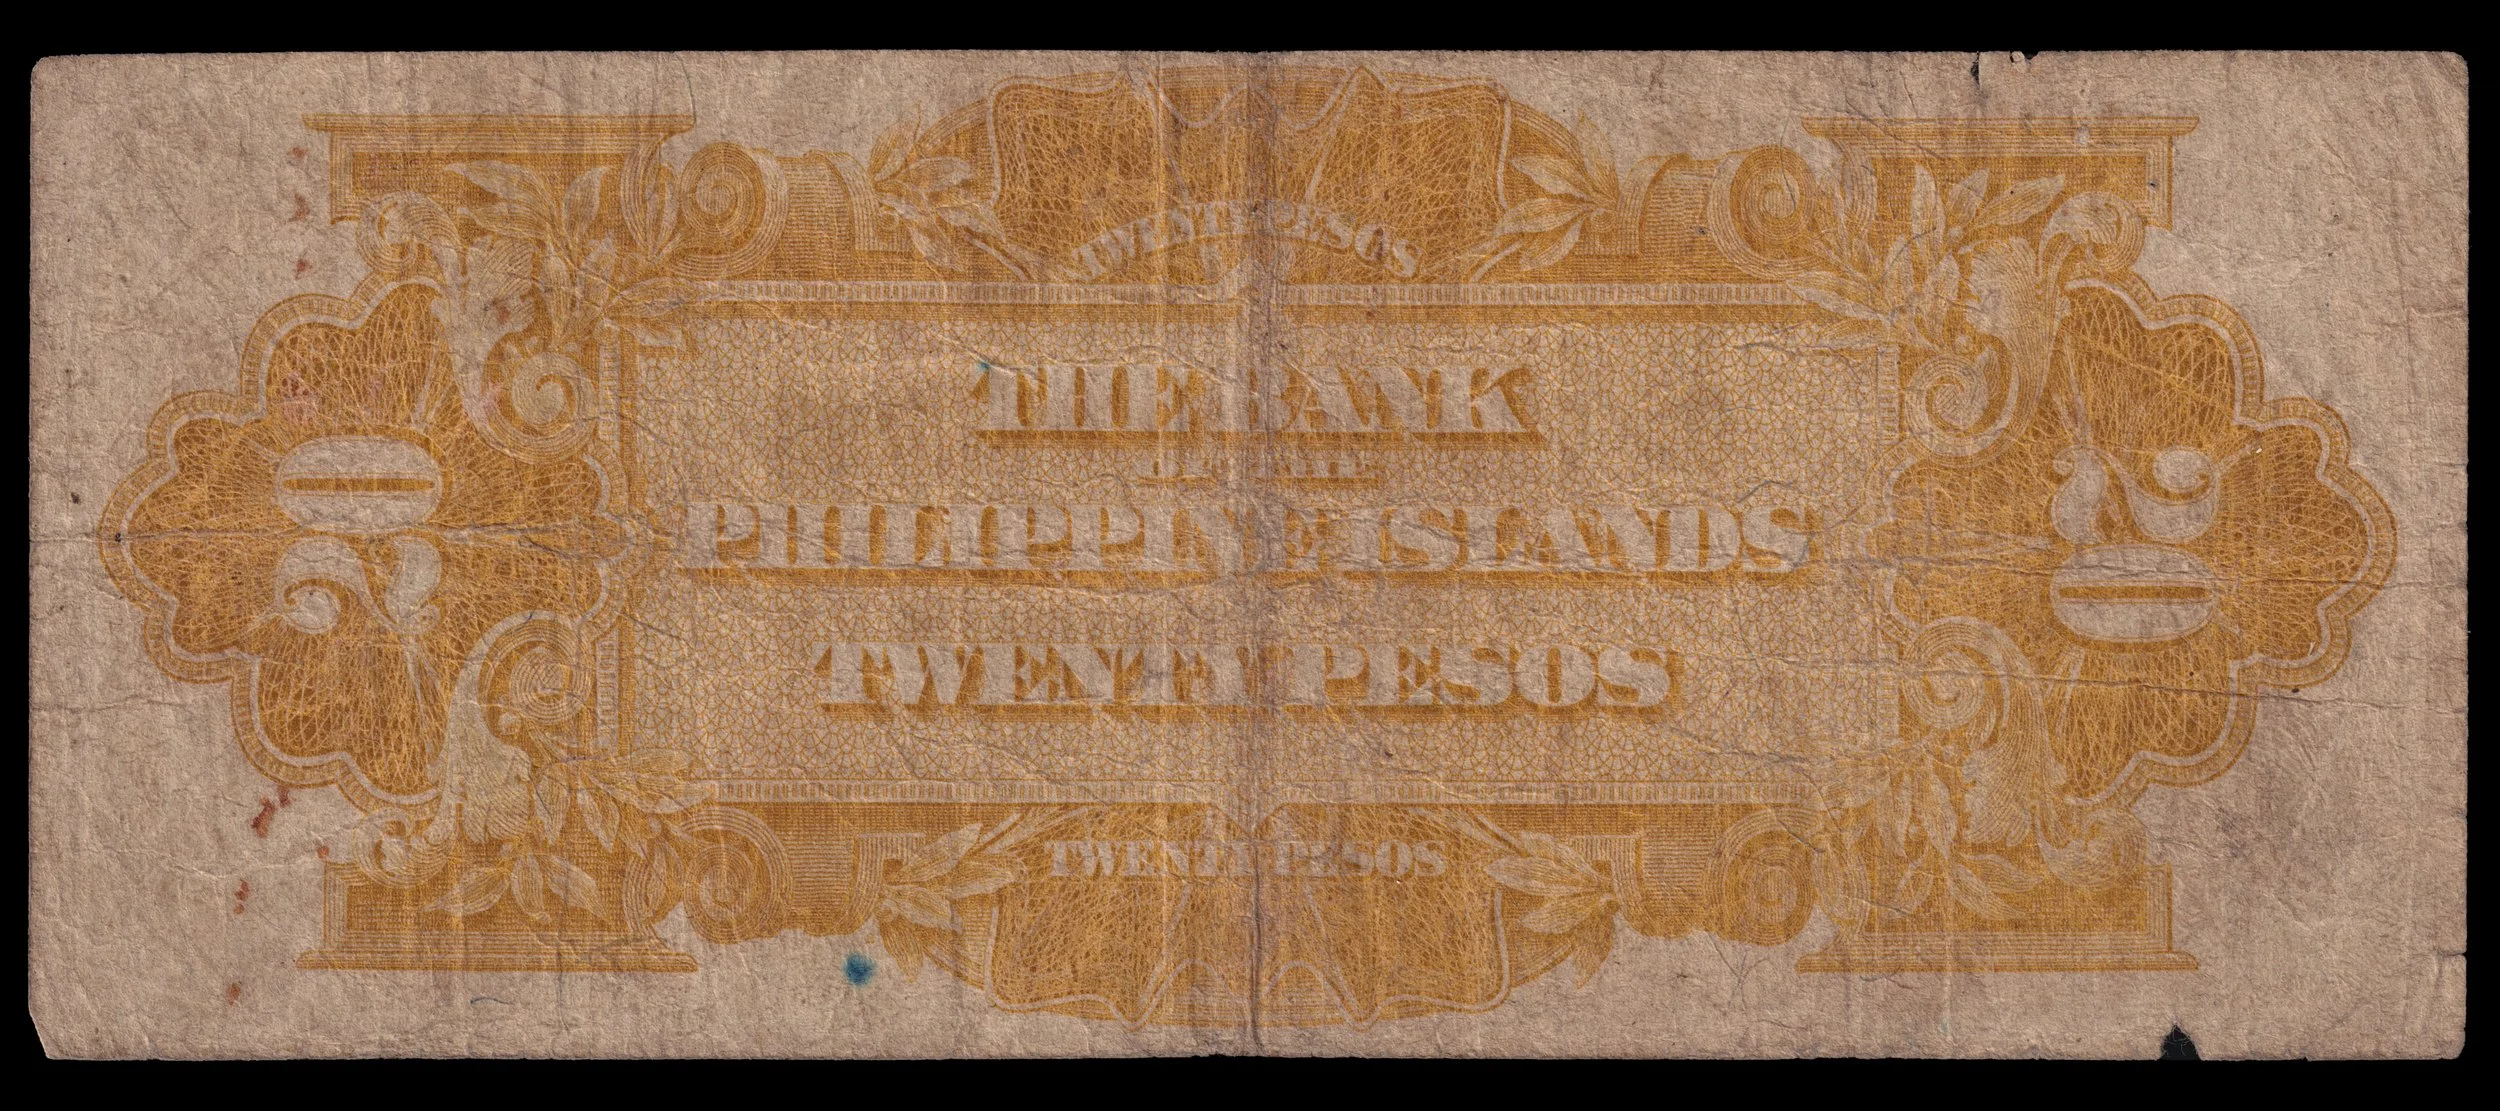 TWENTY PESOS
THE BANK
OF THE
PHILIPPINE ISLANDS
TWENTY PESOS
TWENTY PESOS
20
20